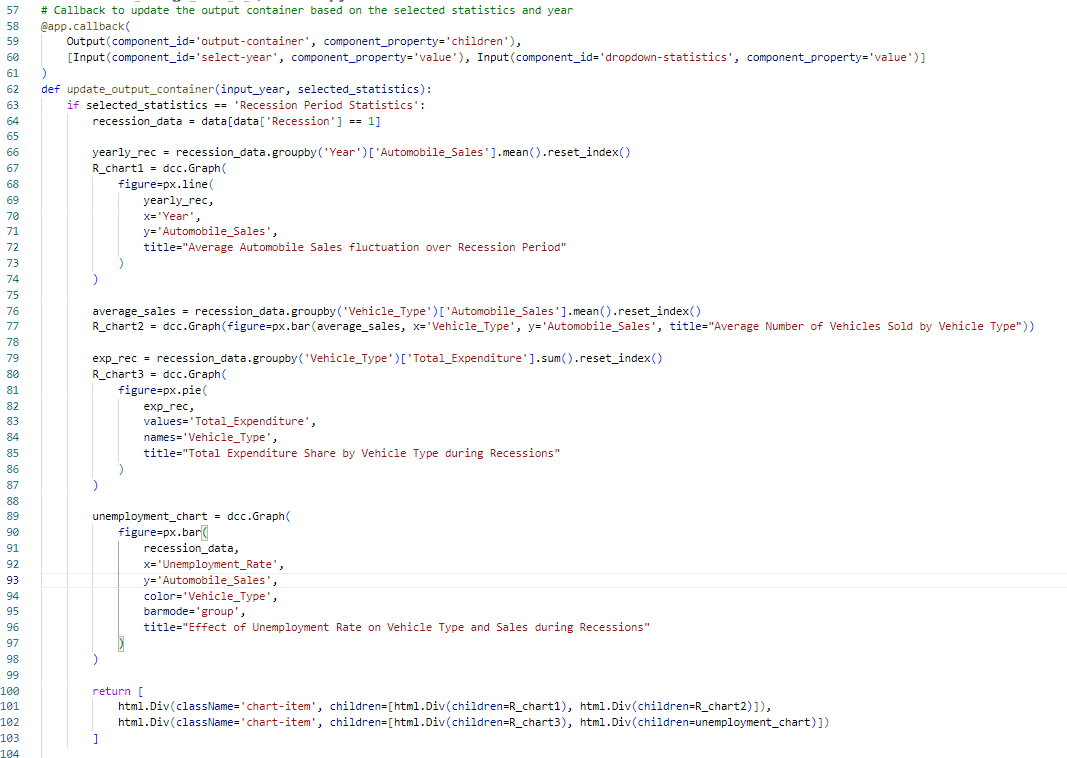 57 # Callback to update the output container based on the selected statistics and year
58 @app.callback(
59     Output(component_id='output-container', component_property='children'),
60     [Input(component_id='select-year', component_property='value'), Input(component_id='dropdown-statistics', component_property='value')]
61 )
62 def update_output_container(input_year, selected_statistics):
63     if selected_statistics == 'Recession Period Statistics':
64         recession_data = data[data['Recession'] == 1]
65
66         yearly_rec = recession_data.groupby('Year')['Automobile_Sales'].mean().reset_index()
67         R_chart1 = dcc.Graph(
68             figure=px.line(
69                 yearly_rec,
70                 x='Year',
71                 y='Automobile_Sales',
72                 title="Average Automobile Sales fluctuation over Recession Period"
73             )
74         )
75
76         average_sales = recession_data.groupby('Vehicle_Type')['Automobile_Sales'].mean().reset_index()
77         R_chart2 = dcc.Graph(figure=px.bar(average_sales, x='Vehicle_Type', y='Automobile_Sales', title="Average Number of Vehicles Sold by Vehicle Type"))
78
79         exp_rec = recession_data.groupby('Vehicle_Type')['Total_Expenditure'].sum().reset_index()
80         R_chart3 = dcc.Graph(
81             figure=px.pie(
82                 exp_rec,
83                 values='Total_Expenditure',
84                 names='Vehicle_Type',
85                 title="Total Expenditure Share by Vehicle Type during Recessions"
86             )
87         )
88
89         unemployment_chart = dcc.Graph(
90             figure=px.bar(
91                 recession_data,
92                 x='Unemployment_Rate',
93                 y='Automobile_Sales',
94                 color='Vehicle_Type',
95                 barmode='group',
96                 title="Effect of Unemployment Rate on Vehicle Type and Sales during Recessions"
97             )
98         )
99
100         return [
101             html.Div(className='chart-item', children=[html.Div(children=R_chart1), html.Div(children=R_chart2)]),
102             html.Div(className='chart-item', children=[html.Div(children=R_chart3), html.Div(children=unemployment_chart)])
103         ]
104